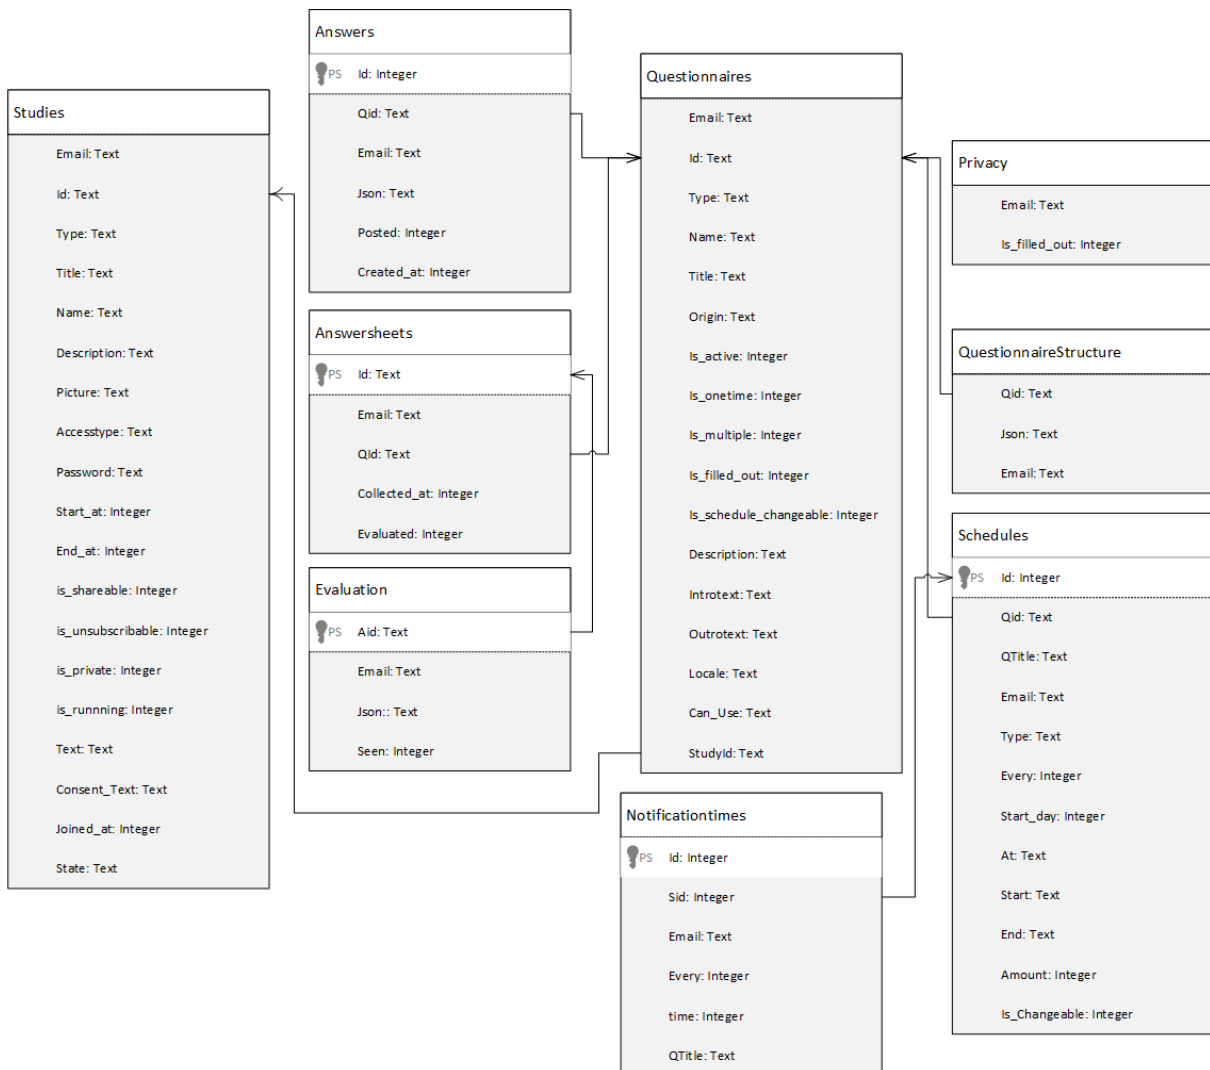 Studies
Email: Text
Id: Text
Type: Text
Title: Text
Name: Text
Description: Text
Picture: Text
Accesstype: Text
Password: Text
Start_at: Integer
End_at: Integer
is_shareable: Integer
is_unsubscribable: Integer
is_private: Integer
is_runnning: Integer
Text: Text
Consent_Text: Text
Joined_at: Integer
State: Text
Answers
PS Id: Integer
Qid: Text
Email: Text
Json: Text
Posted: Integer
Created_at: Integer
Answersheets
PS Id: Text
Email: Text
QId: Text
Collected_at: Integer
Evaluated: Integer
Evaluation
PS Aid: Text
Email: Text
Json:: Text
Seen: Integer
Questionnaires
Email: Text
Id: Text
Type: Text
Name: Text
Title: Text
Origin: Text
Is_active: Integer
Is_onetime: Integer
Is_multiple: Integer
Is_filled_out: Integer
Is_schedule_changeable: Integer
Description: Text
Introtext: Text
Outrotext: Text
Locale: Text
Can_Use: Text
StudyId: Text
Notificationtimes
PS Id: Integer
Sid: Integer
Email: Text
Every: Integer
time: Integer
QTitle: Text
Privacy
Email: Text
Is_filled_out: Integer
QuestionnaireStructure
Qid: Text
Json: Text
Email: Text
Schedules
PS Id: Integer
Qid: Text
QTitle: Text
Email: Text
Type: Text
Every: Integer
Start_day: Integer
At: Text
Start: Text
End: Text
Amount: Integer
Is_Changeable: Integer